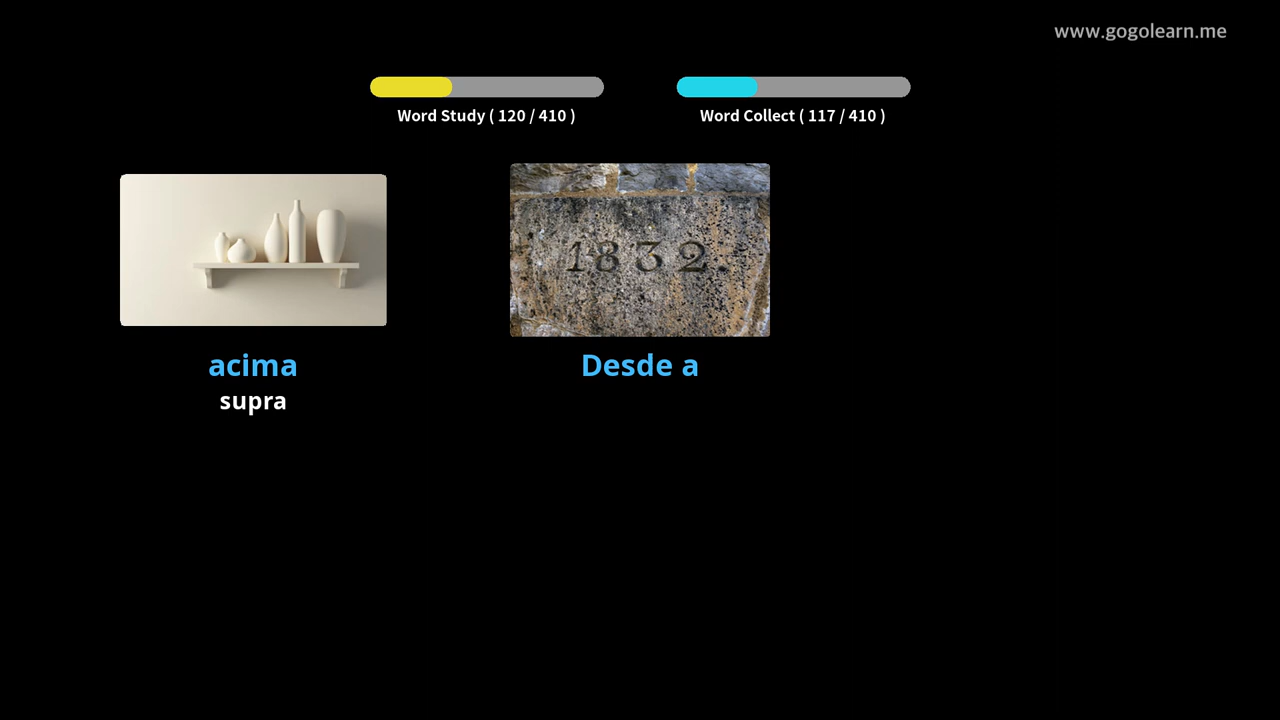 www.gogolearn.me
Word Study ( 120 / 410 )
Word Collect ( 117 / 410 )
1832.
acima
supra
Desde a